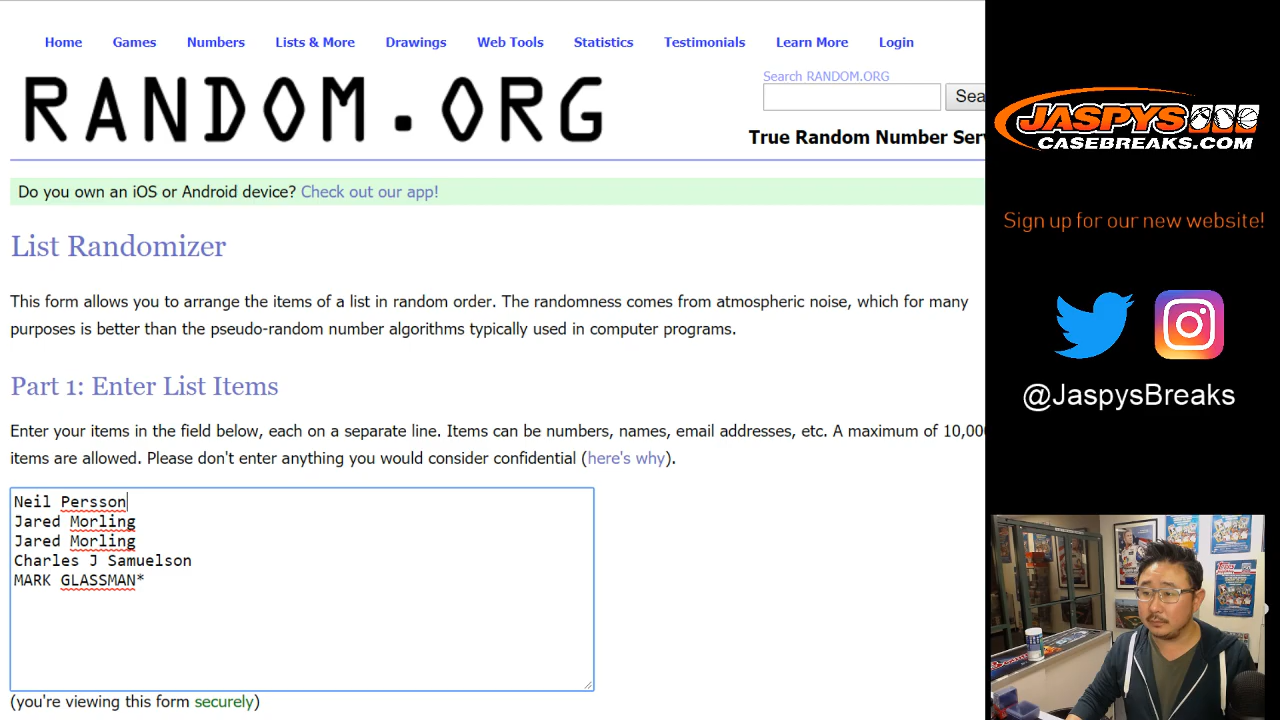 Home Games Numbers Lists & More Drawings Web Tools Statistics Testimonials Learn More Login
RANDOM.ORG
Search RANDOM.ORG
Sea
True Random Number Ser
Do you own an iOS or Android device? Check out our app!
List Randomizer
This form allows you to arrange the items of a list in random order. The randomness comes from atmospheric noise, which for many
purposes is better than the pseudo-random number algorithms typically used in computer programs.
Part 1: Enter List Items
Enter your items in the field below, each on a separate line. Items can be numbers, names, email addresses, etc. A maximum of 10,000
items are allowed. Please don't enter anything you would consider confidential (here's why).
Neil Persson
Jared Morling
Jared Morling
Charles J Samuelson
MARK GLASSMAN*
(you're viewing this form securely)
JASPYS
CASEBREAKS.COM
Sign up for our new website!
@JaspysBreaks